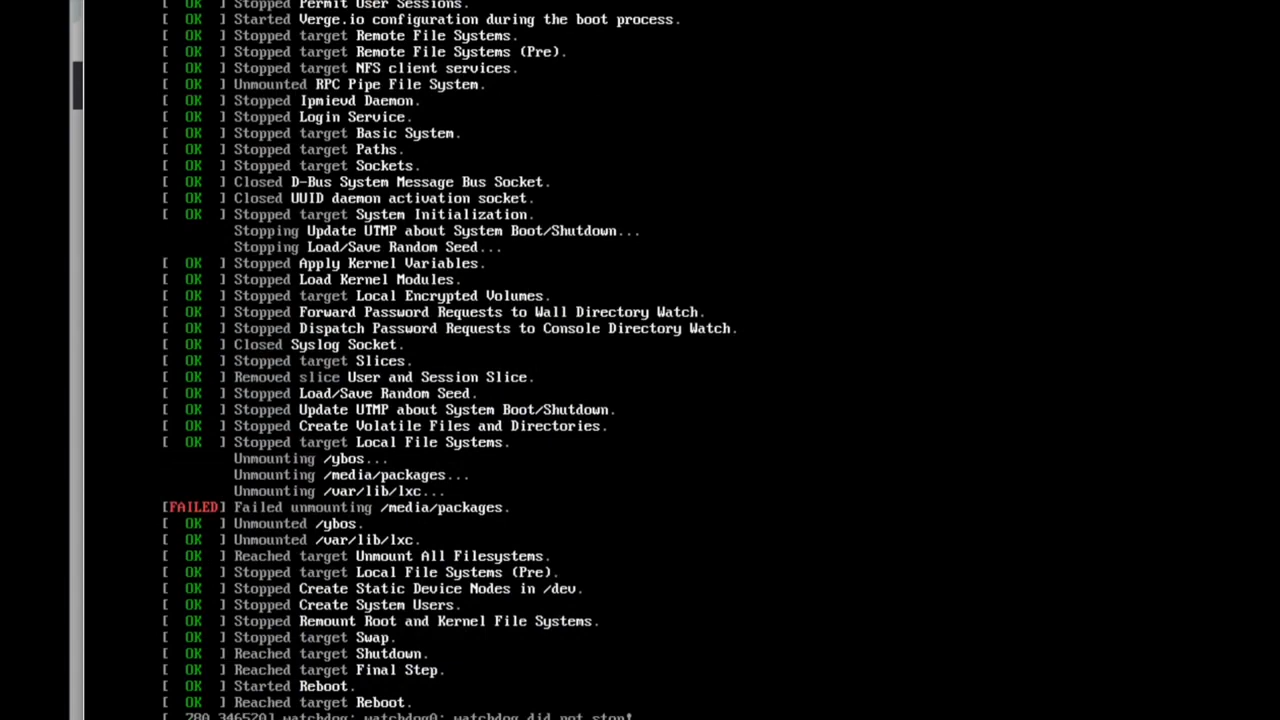 [  OK  ] Stopped Permit User Sessions.
[  OK  ] Started Verge.io configuration during the boot process.
[  OK  ] Stopped target Remote File Systems.
[  OK  ] Stopped target Remote File Systems (Pre).
[  OK  ] Stopped target NFS client services.
[  OK  ] Unmounted RPC Pipe File System.
[  OK  ] Stopped Ipmievd Daemon.
[  OK  ] Stopped Login Service.
[  OK  ] Stopped target Basic System.
[  OK  ] Stopped target Paths.
[  OK  ] Stopped target Sockets.
[  OK  ] Closed D-Bus System Message Bus Socket.
[  OK  ] Closed UUID daemon activation socket.
[  OK  ] Stopped target System Initialization.
Stopping Update UTMP about System Boot/Shutdown...
Stopping Load/Save Random Seed...
[  OK  ] Stopped Apply Kernel Variables.
[  OK  ] Stopped Load Kernel Modules.
[  OK  ] Stopped target Local Encrypted Volumes.
[  OK  ] Stopped Forward Password Requests to Wall Directory Watch.
[  OK  ] Stopped Dispatch Password Requests to Console Directory Watch.
[  OK  ] Closed Syslog Socket.
[  OK  ] Stopped target Slices.
[  OK  ] Removed slice User and Session Slice.
[  OK  ] Stopped Load/Save Random Seed.
[  OK  ] Stopped Update UTMP about System Boot/Shutdown.
[  OK  ] Stopped Create Volatile Files and Directories.
[  OK  ] Stopped target Local File Systems.
Unmounting /ybos...
Unmounting /media/packages...
Unmounting /var/lib/lxc...
[FAILED] Failed unmounting /media/packages.
[  OK  ] Unmounted /ybos.
[  OK  ] Unmounted /var/lib/lxc.
[  OK  ] Reached target Unmount All Filesystems.
[  OK  ] Stopped target Local File Systems (Pre).
[  OK  ] Stopped Create Static Device Nodes in /dev.
[  OK  ] Stopped Create System Users.
[  OK  ] Stopped Remount Root and Kernel File Systems.
[  OK  ] Stopped target Swap.
[  OK  ] Reached target Shutdown.
[  OK  ] Reached target Final Step.
[  OK  ] Started Reboot.
[  OK  ] Reached target Reboot.
[  280.346520] watchdog: watchdog0: watchdog did not stop!